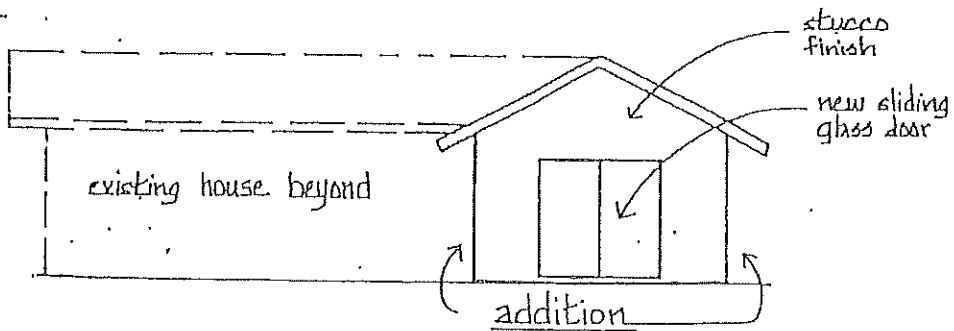 stucco
finish
new sliding
glass door
existing house beyond
addition